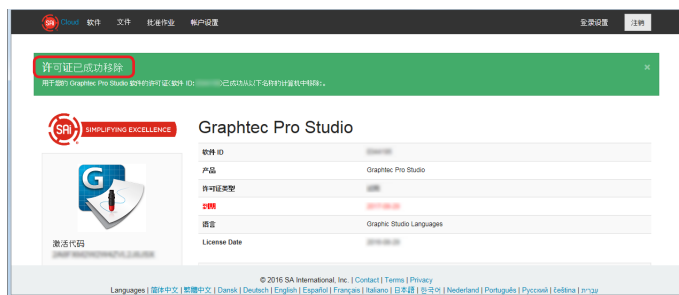 SAi Cloud 软件 文件 批准作业 帐户设置 登录设置 注销
许可证已成功移除 ×
用于您的 Graphtec Pro Studio 软件的许可证(软件 ID: )已成功从以下名称的计算机中移除:。
SAi SIMPLIFYING EXCELLENCE
Graphtec Pro Studio
软件 ID
产品 Graphtec Pro Studio
许可证类型
到期
语言 Graphic Studio Languages
激活代码
License Date
© 2016 SA International, Inc. | Contact | Terms | Privacy
Languages | 简体中文 | 繁體中文 | Dansk | Deutsch | English | Español | Français | Italiano | 日本語 | 한국어 | Nederland | Português | Русский | čeština | עברית